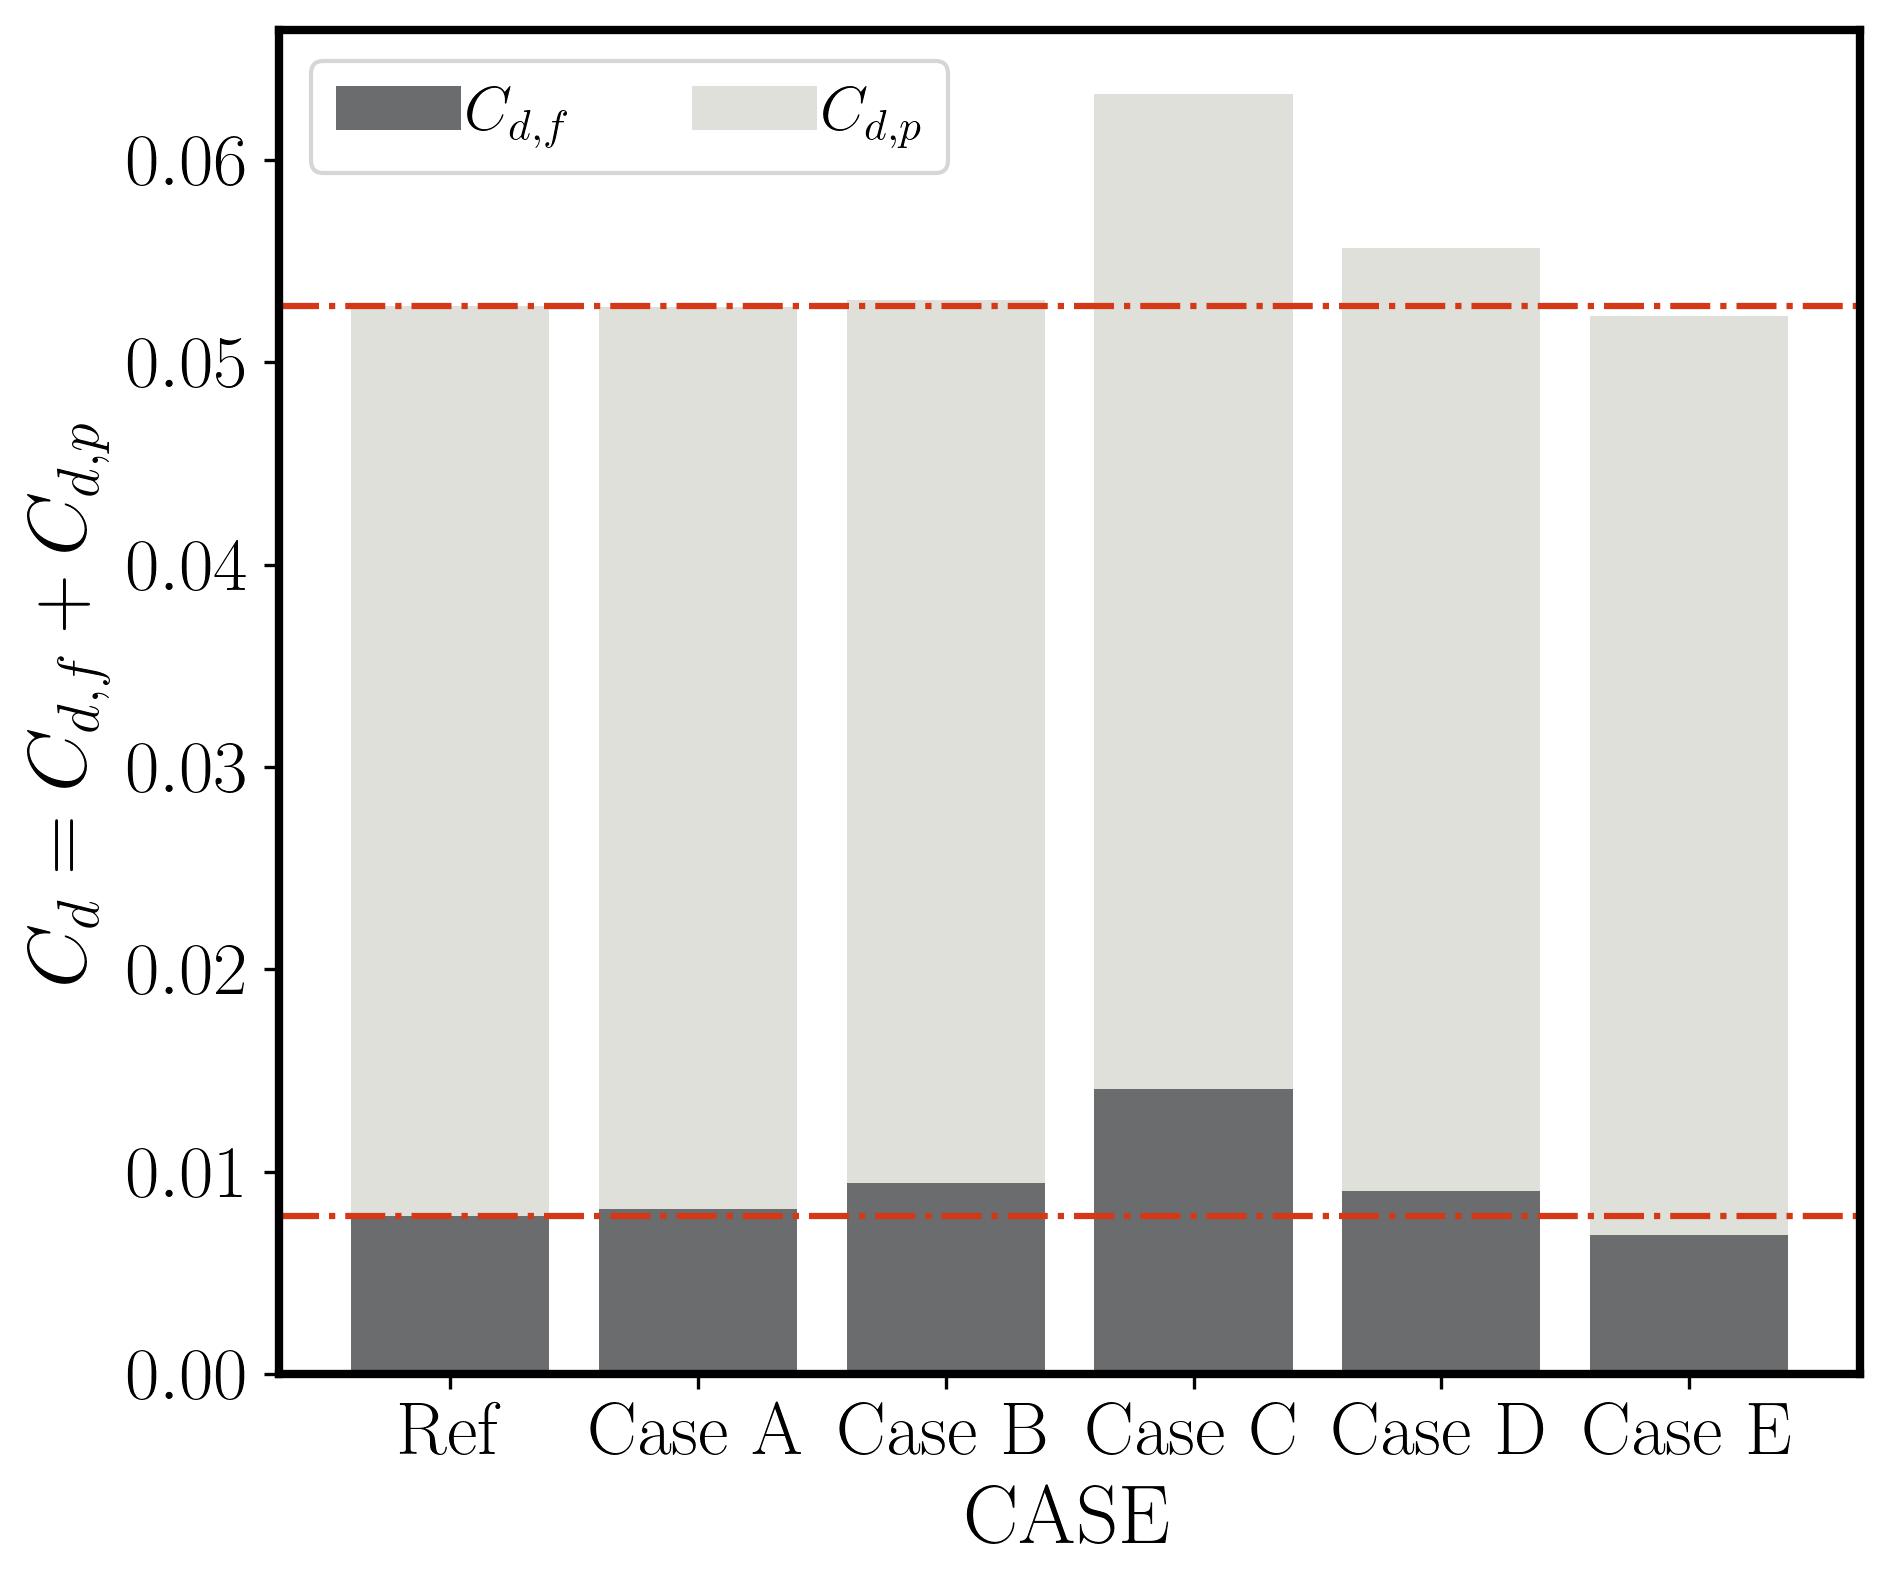 C_{d,f} C_{d,p}
0.06
0.05
0.04
0.03
0.02
0.01
0.00
C_d = C_{d,f} + C_{d,p}
Ref Case A Case B Case C Case D Case E
CASE